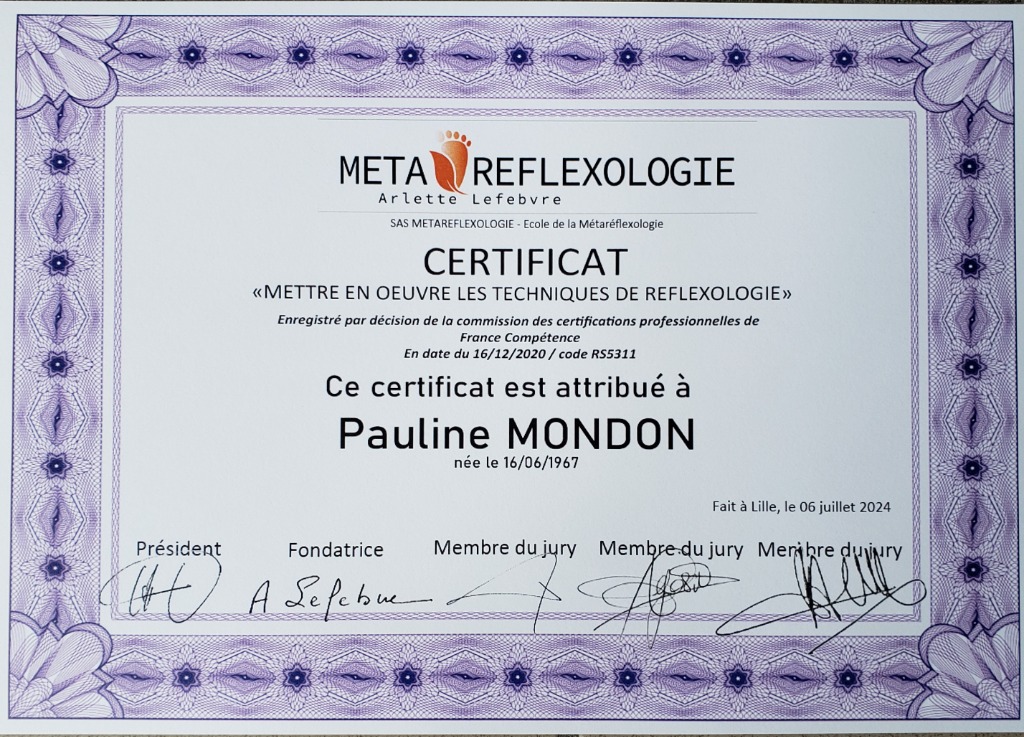 META REFLEXOLOGIE
Arlette Lefebvre
SAS METAREFLEXOLOGIE - Ecole de la Métaréflexologie
CERTIFICAT
«METTRE EN OEUVRE LES TECHNIQUES DE REFLEXOLOGIE»
Enregistré par décision de la commission des certifications professionnelles de
France Compétence
En date du 16/12/2020 / code RS5311
Ce certificat est attribué à
Pauline MONDON
née le 16/06/1967
Fait à Lille, le 06 juillet 2024
Président Fondatrice Membre du jury Membre du jury Membre du jury
A Lefebvre